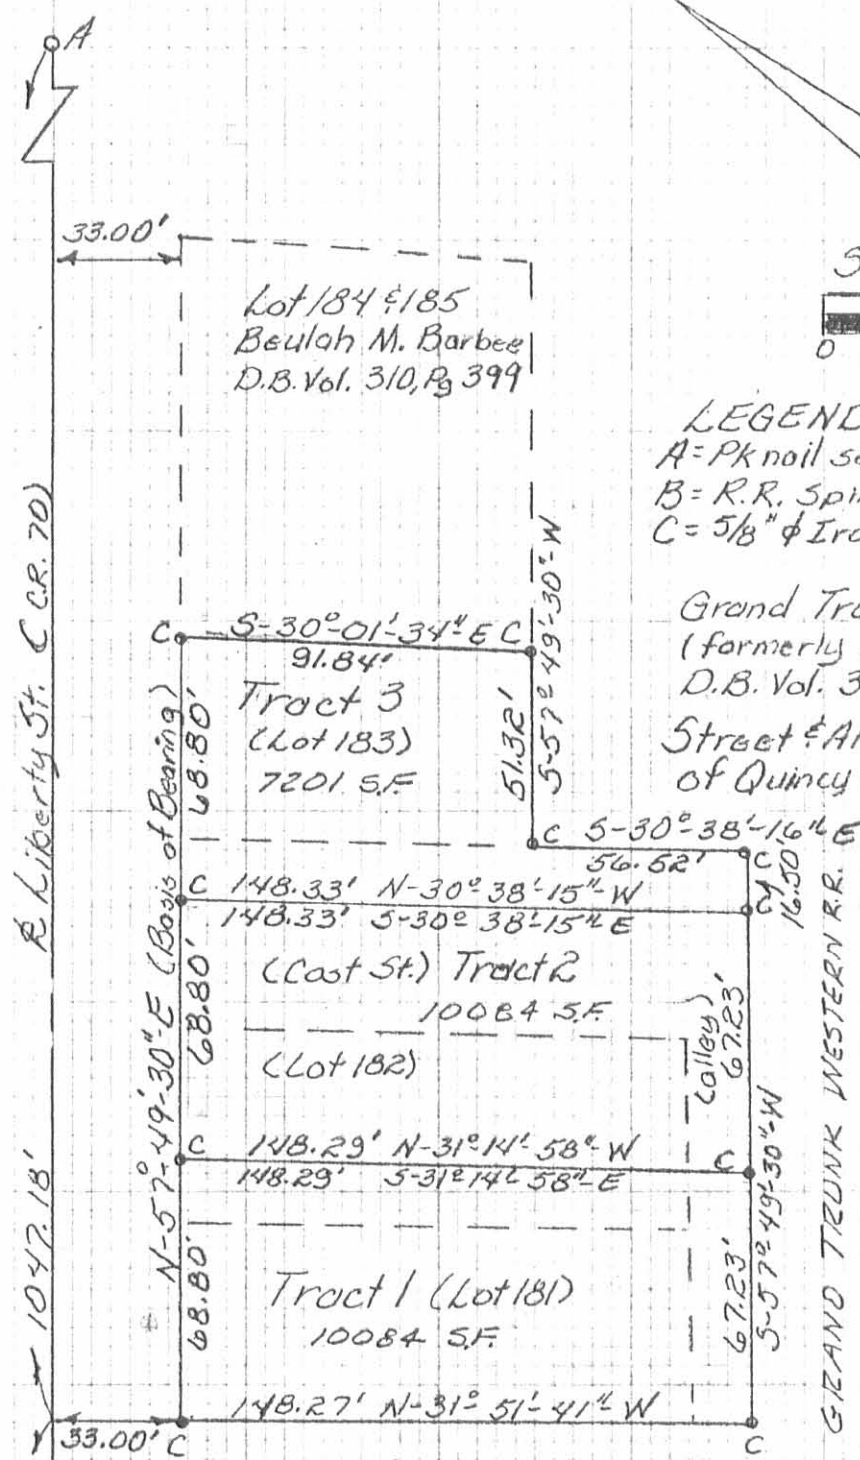 A
33.00'
Lot 184 & 185
Beulah M. Barbee
D.B. Vol. 310, Pg 399
S
0
LEGEND
A = Pk nail se
B = R.R. Spi
C = 5/8" ϕ Iro
Grand Tr
(formerly
D.B. Vol. 3
Street & Al
of Quincy
C S-30°-01'-34"-E C
91.84'
Tract 3
(Lot 183)
7201 S.F.
68.80'
51.32'
S-57°-49'-30"-W
C S-30°-38'-16" E
56.52'
C
16.50'
C 148.33' N-30° 38'-15"-W
148.33' S-30° 38'-15" E C
(Coat St.) Tract 2
10084 S.F.
(Lot 182)
68.80'
(alley)
67.23'
C 148.29' N-31° 14' 58"-W
148.29' S-31° 14' 58"-E C
Tract 1 (Lot 181)
10084 S.F.
68.80'
67.23'
S-57° 49'-30"-W
148.27' N-31° 51'-41" W
33.00' C
C
N-57°-49'-30"-E (Basis of Bearing)
Liberty St. ( C.R. 70)
1047.18'
GRAND TRUNK WESTERN R.R.